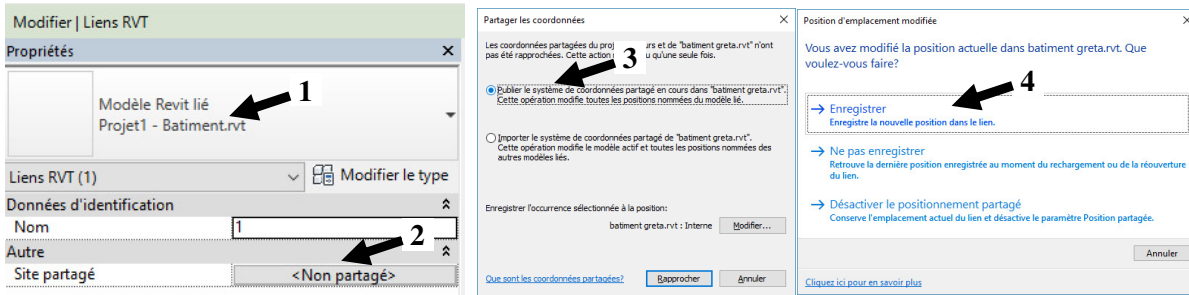 Modifier | Liens RVT
Propriétés
Modèle Revit lié
Projet1 - Batiment.rvt
1
Liens RVT (1)
Modifier le type
Données d'identification
Nom
1
Autre
2
Site partagé
<Non partagé>
Partager les coordonnées
Les coordonnées partagées du proj rs et de "batiment greta.rvt" n'ont
pas été rapprochées. Cette action u qu'une seule fois.
3
Publier le système de coordonnées partagé en cours dans "batiment greta.rvt".
Cette opération modifie toutes les positions nommées du modèle lié.
Importer le système de coordonnées partagé de "batiment greta.rvt".
Cette opération modifie le modèle actif et toutes les positions nommées des
autres modèles liés.
Enregistrer l'occurrence sélectionnée à la position:
batiment greta.rvt : Interne
Modifier...
Que sont les coordonnées partagées?
Rapprocher
Annuler
Position d'emplacement modifiée
Vous avez modifié la position actuelle dans batiment greta.rvt. Que
voulez-vous faire?
4
Enregistrer
Enregistre la nouvelle position dans le lien.
Ne pas enregistrer
Retrouve la dernière position enregistrée au moment du rechargement ou de la réouverture
du lien.
Désactiver le positionnement partagé
Conserve l'emplacement actuel du lien et désactive le paramètre Position partagée.
Annuler
Cliquez ici pour en savoir plus